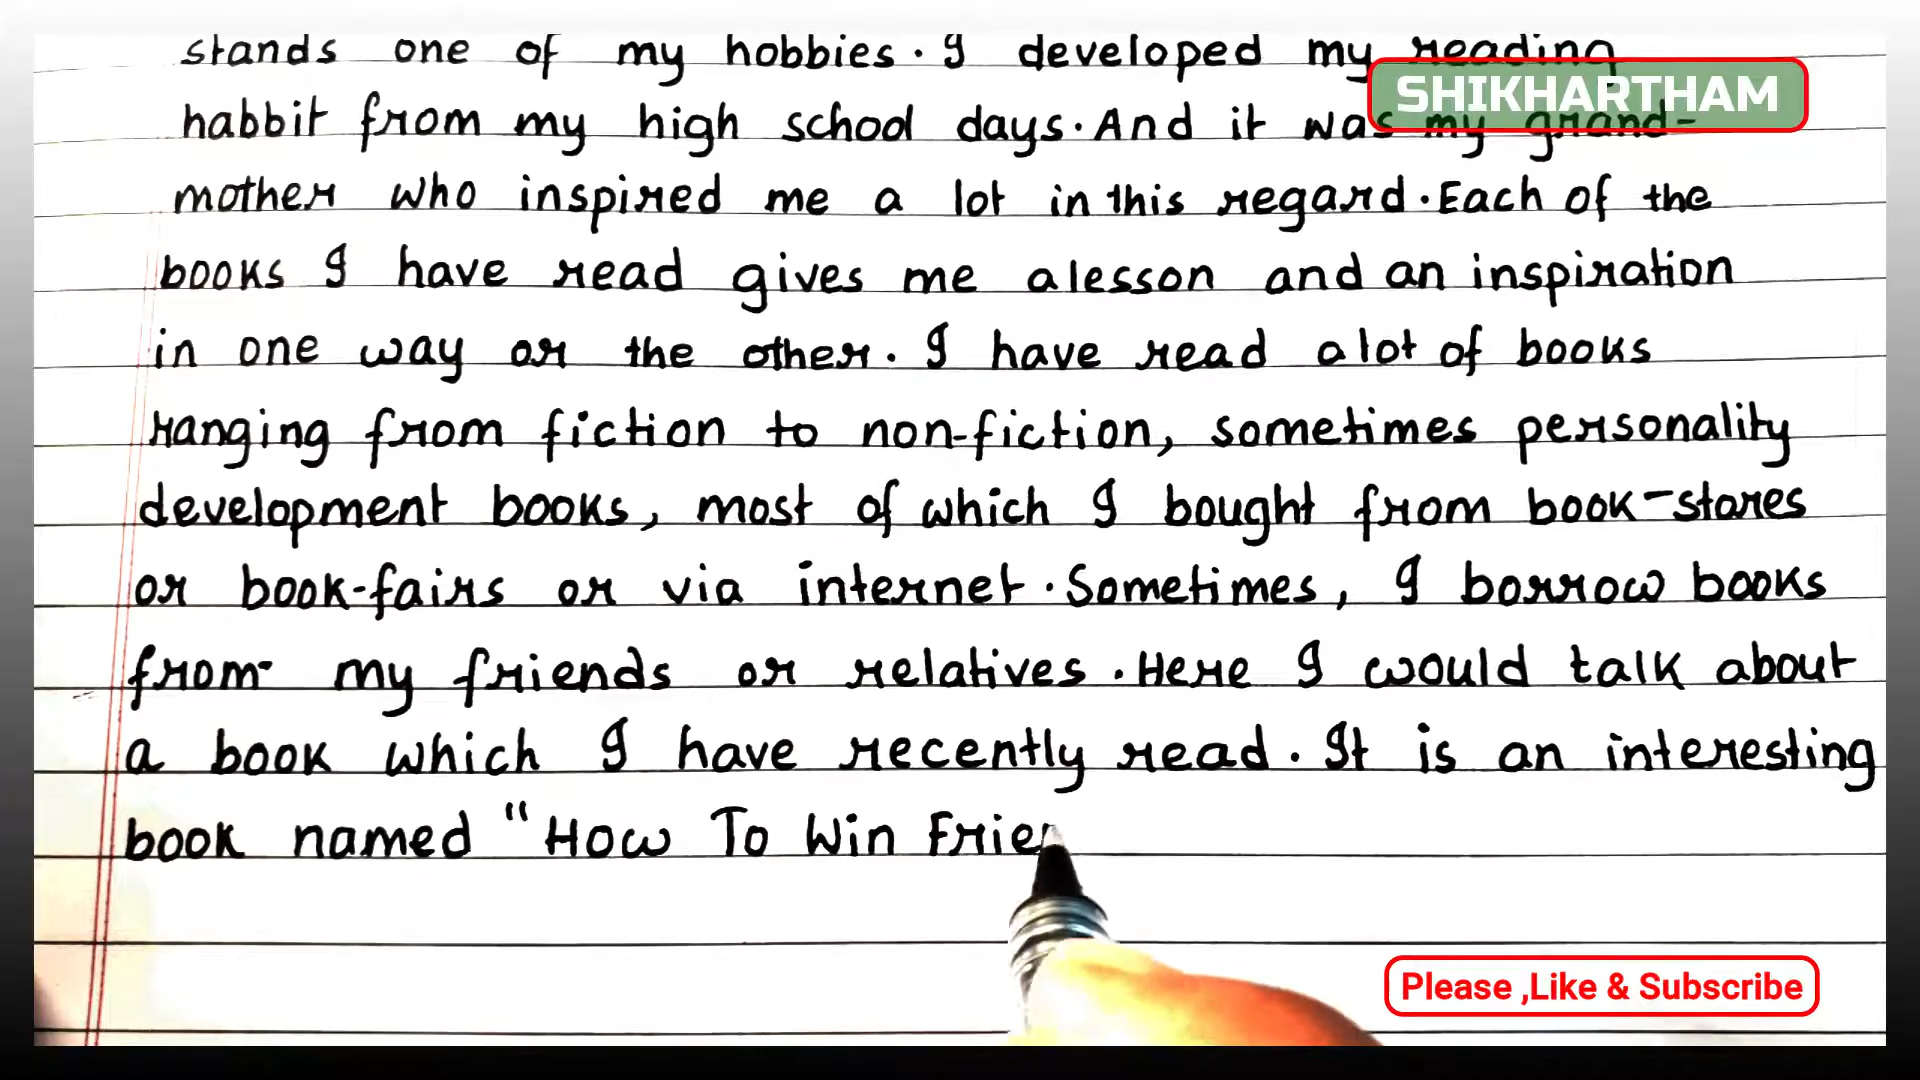 stands one of my hobbies. I developed my reading
SHIKHARTHAM
habbit from my high school days. And it was my grand-
mother who inspired me a lot in this regard. Each of the
books I have read gives me a lesson and an inspiration
in one way or the other. I have read a lot of books
ranging from fiction to non-fiction, sometimes personality
development books, most of which I bought from book-stores
or book-fairs or via internet. Sometimes, I borrow books
from my friends or relatives. Here I would talk about
a book which I have recently read. It is an interesting
book named "How To Win Frien
Please ,Like & Subscribe